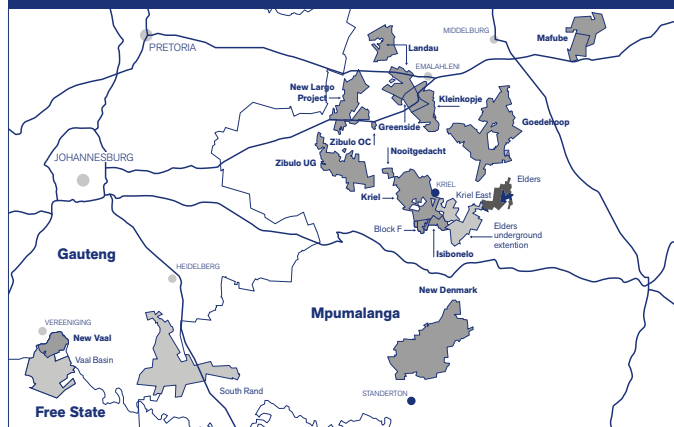 MIDDELBURG
Mafube
PRETORIA
Landau
EMALAHLENI
New Largo
Project
Kleinkopje
Goedehoop
Greenside
Zibulo OC
Nooitgedacht
JOHANNESBURG
Zibulo UG
KRIEL
Elders
Kriel
Kriel East
Block F
Elders
underground
extention
Isibonelo
Gauteng
HEIDELBERG
New Denmark
Mpumalanga
VEREENIGING
New Vaal
Vaal Basin
South Rand
STANDERTON
Free State